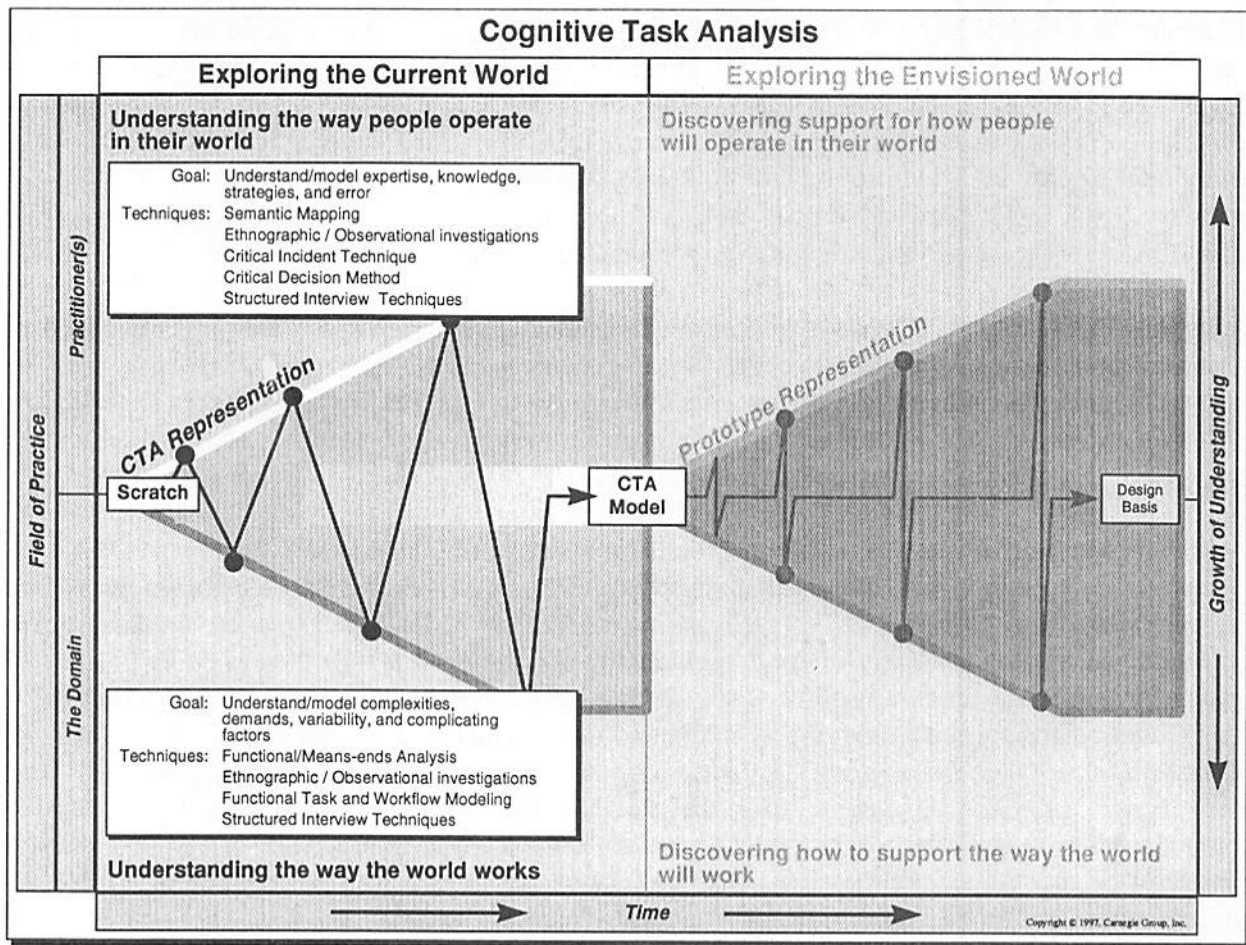 Cognitive Task Analysis
Exploring the Current World
Exploring the Envisioned World
Understanding the way people operate
in their world
Discovering support for how people
will operate in their world
Goal: Understand/model expertise, knowledge,
strategies, and error
Techniques: Semantic Mapping
Ethnographic / Observational investigations
Critical Incident Technique
Critical Decision Method
Structured Interview Techniques
Field of Practice
Practitioner(s)
The Domain
CTA Representation
Scratch
CTA
Model
Prototype Representation
Design
Basis
Growth of Understanding
Goal: Understand/model complexities,
demands, variability, and complicating
factors
Techniques: Functional/Means-ends Analysis
Ethnographic / Observational investigations
Functional Task and Workflow Modeling
Structured Interview Techniques
Understanding the way the world works
Discovering how to support the way the world
will work
Time
Copyright © 1997, Carnegie Group, Inc.